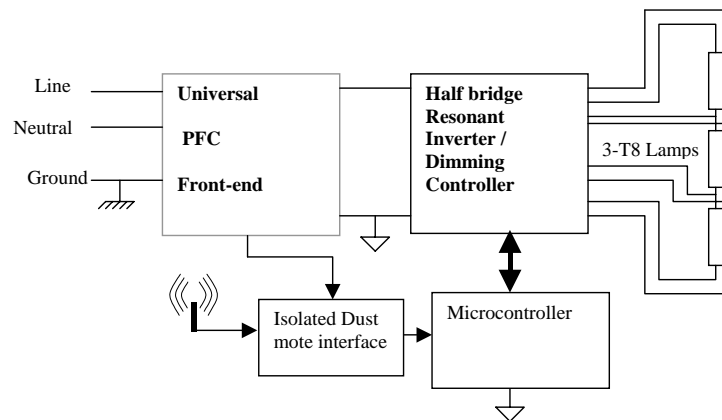 Line
Neutral
Ground
Universal
PFC
Front-end
Half bridge
Resonant
Inverter /
Dimming
Controller
3-T8 Lamps
Isolated Dust
mote interface
Microcontroller